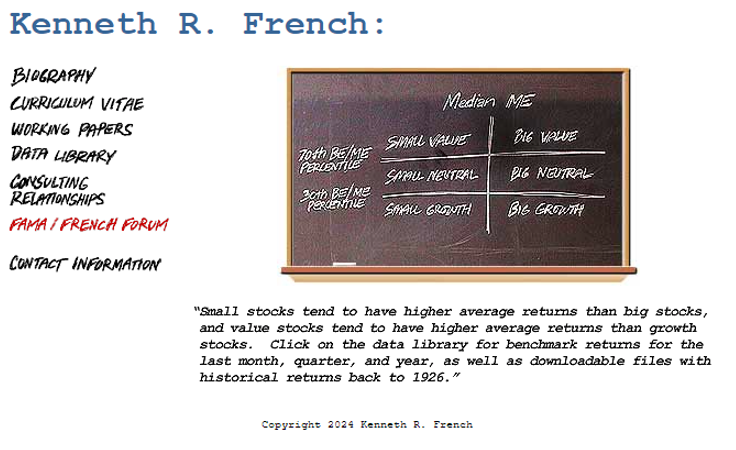 Kenneth R. French:
BIOGRAPHY
CURRICULUM VITAE
WORKING PAPERS
DATA LIBRARY
CONSULTING
RELATIONSHIPS
FAMA / FRENCH FORUM
CONTACT INFORMATION
Median ME
SMALL VALUE BIG VALUE
70th BE/ME
PERCENTILE
SMALL NEUTRAL BIG NEUTRAL
30th BE/ME
PERCENTILE
SMALL GROWTH BIG GROWTH
“Small stocks tend to have higher average returns than big stocks,
and value stocks tend to have higher average returns than growth
stocks. Click on the data library for benchmark returns for the
last month, quarter, and year, as well as downloadable files with
historical returns back to 1926.”
Copyright 2024 Kenneth R. French